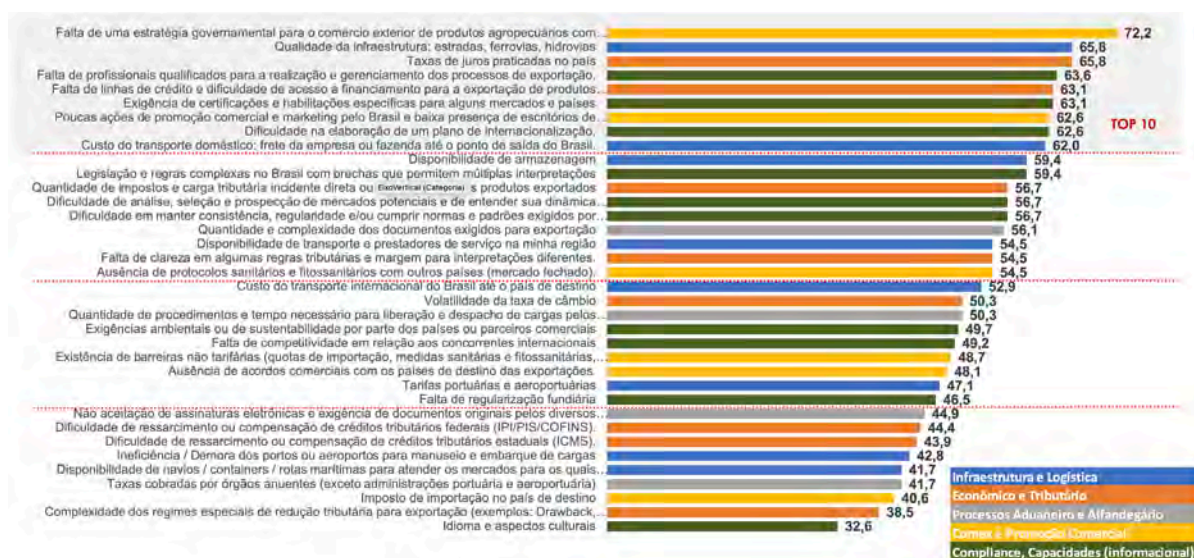 Falta de uma estratégia governamental para o comércio exterior de produtos agropecuários com... 72,2
Qualidade da infraestrutura: estradas, ferrovias, hidrovias 65,8
Taxas de juros praticadas no país 65,8
Falta de profissionais qualificados para a realização e gerenciamento dos processos de exportação. 63,6
Falta de linhas de crédito e dificuldade de acesso a financiamento para a exportação de produtos... 63,1
Exigência de certificações e habilitações específicas para alguns mercados e países. 63,1
Poucas ações de promoção comercial e marketing pelo Brasil e baixa presença de escritórios de... 62,6
TOP 10
Dificuldade na elaboração de um plano de internacionalização. 62,6
Custo do transporte doméstico: frete da empresa ou fazenda até o ponto de saída do Brasil. 62,0
Disponibilidade de armazenagem 59,4
Legislação e regras complexas no Brasil com brechas que permitem múltiplas interpretações 59,4
Quantidade de impostos e carga tributária incidente direta ou EixoVertical (Categoria) s produtos exportados 56,7
Dificuldade de análise, seleção e prospecção de mercados potenciais e de entender sua dinâmica... 56,7
Dificuldade em manter consistência, regularidade e/ou cumprir normas e padrões exigidos por... 56,7
Quantidade e complexidade dos documentos exigidos para exportação 56,1
Disponibilidade de transporte e prestadores de serviço na minha região 54,5
Falta de clareza em algumas regras tributárias e margem para interpretações diferentes. 54,5
Ausência de protocolos sanitários e fitossanitários com outros países (mercado fechado). 54,5
Custo do transporte internacional do Brasil até o país de destino 52,9
Volatilidade da taxa de câmbio 50,3
Quantidade de procedimentos e tempo necessário para liberação e despacho de cargas pelos... 50,3
Exigências ambientais ou de sustentabilidade por parte dos países ou parceiros comerciais 49,7
Falta de competitividade em relação aos concorrentes internacionais 49,2
Existência de barreiras não tarifárias (quotas de importação, medidas sanitárias e fitossanitárias,... 48,7
Ausência de acordos comerciais com os países de destino das exportações. 48,1
Tarifas portuárias e aeroportuárias 47,1
Falta de regularização fundiária 46,5
Não aceitação de assinaturas eletrônicas e exigência de documentos originais pelos diversos... 44,9
Dificuldade de ressarcimento ou compensação de créditos tributários federais (IPI/PIS/COFINS). 44,4
Dificuldade de ressarcimento ou compensação de créditos tributários estaduais (ICMS). 43,9
Ineficiência / Demora dos portos ou aeroportos para manuseio e embarque de cargas 42,8
Disponibilidade de navios / containers / rotas marítimas para atender os mercados para os quais... 41,7
Taxas cobradas por órgãos anuentes (exceto administrações portuária e aeroportuária) 41,7
Imposto de importação no país de destino 40,6
Complexidade dos regimes especiais de redução tributária para exportação (exemplos: Drawback,... 38,5
Idioma e aspectos culturais 32,6
Infraestrutura e Logística
Econômico e Tributário
Processos Aduaneiro e Alfandegário
Comex e Promoção Comercial
Compliance, Capacidades (informacional)